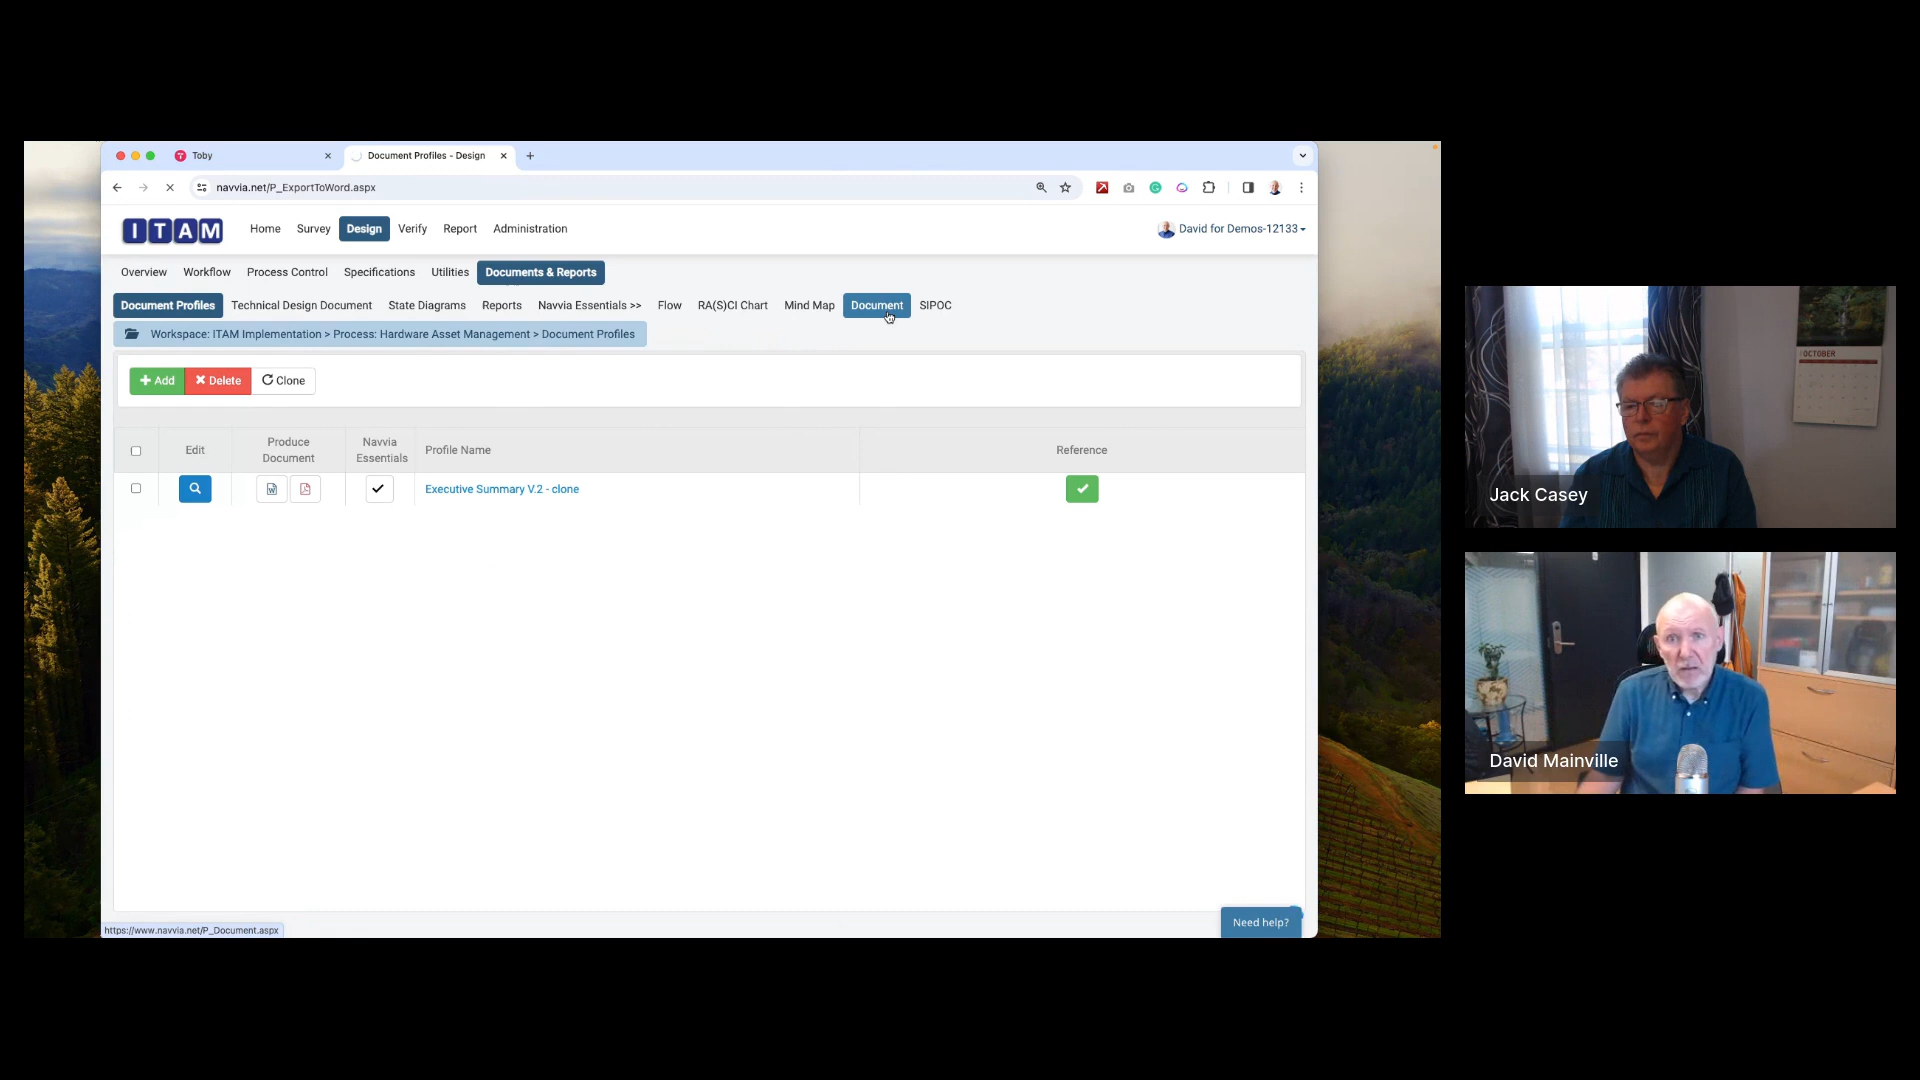 Toby
Document Profiles - Design
navvia.net/P_ExportToWord.aspx
ITAM
Home Survey Design Verify Report Administration
David for Demos-12133
Overview Workflow Process Control Specifications Utilities Documents & Reports
Document Profiles Technical Design Document State Diagrams Reports Navvia Essentials >> Flow RA(S)CI Chart Mind Map Document SIPOC
Workspace: ITAM Implementation > Process: Hardware Asset Management > Document Profiles
Add Delete Clone
Edit
Produce
Document
Navvia
Essentials
Profile Name
Reference
Executive Summary V.2 - clone
Need help?
https://www.navvia.net/P_Document.aspx
OCTOBER
Jack Casey
David Mainville